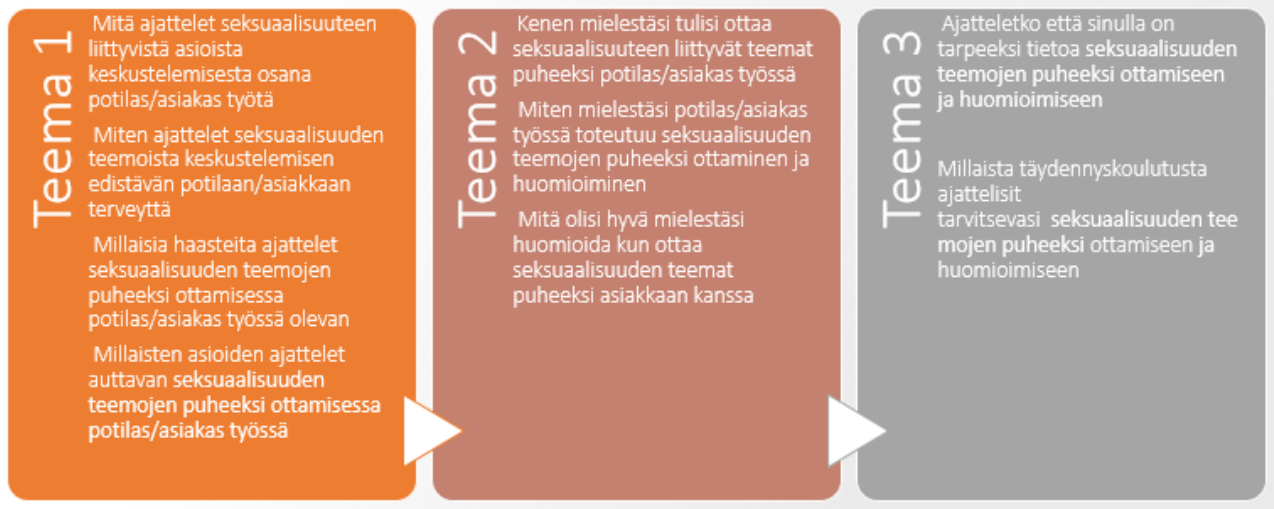 Teema 1
Mitä ajattelet seksuaalisuuteen
liittyvistä asioista
keskustelemisesta osana
potilas/asiakas työtä
Miten ajattelet seksuaalisuuden
teemoista keskustelemisen
edistävän potilaan/asiakkaan
terveyttä
Millaisia haasteita ajattelet
seksuaalisuuden teemojen
puheeksi ottamisessa
potilas/asiakas työssä olevan
Millaisten asioiden ajattelet
auttavan seksuaalisuuden
teemojen puheeksi ottamisessa
potilas/asiakas työssä
Teema 2
Kenen mielestäsi tulisi ottaa
seksuaalisuuteen liittyvät teemat
puheeksi potilas/asiakas työssä
Miten mielestäsi potilas/asiakas
työssä toteutuu seksuaalisuuden
teemojen puheeksi ottaminen ja
huomioiminen
Mitä olisi hyvä mielestäsi
huomioida kun ottaa
seksuaalisuuden teemat
puheeksi asiakkaan kanssa
Teema 3
Ajatteletko että sinulla on
tarpeeksi tietoa seksuaalisuuden
teemojen puheeksi ottamiseen
ja huomioimiseen
Millaista täydennyskoulutusta
ajattelisit
tarvitsevasi seksuaalisuuden tee
mojen puheeksi ottamiseen ja
huomioimiseen